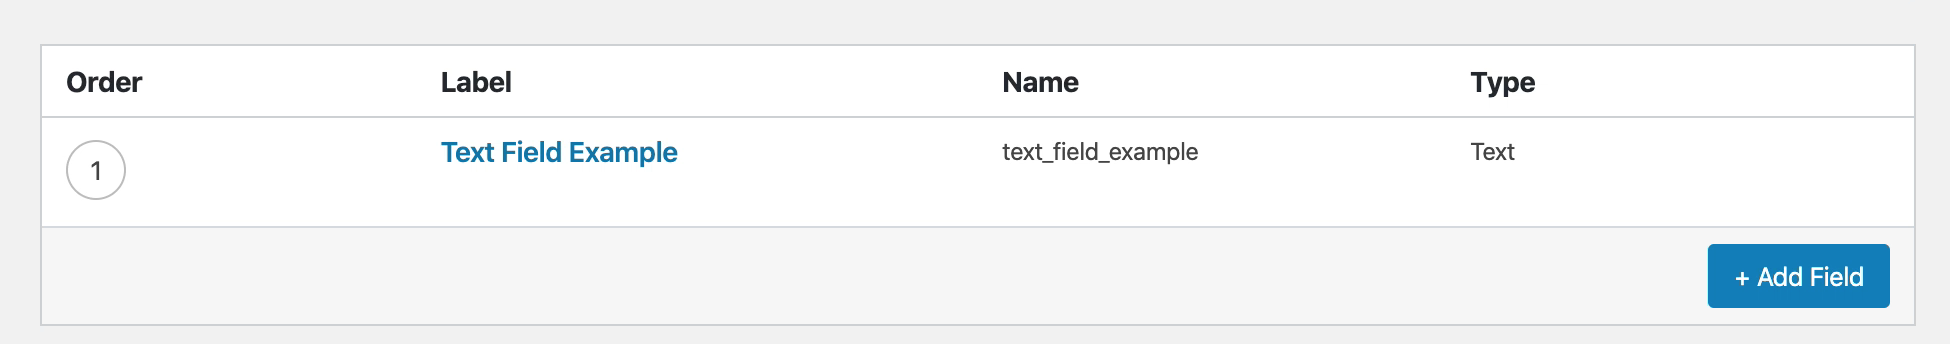 Order Label Name Type
1 Text Field Example text_field_example Text
+ Add Field